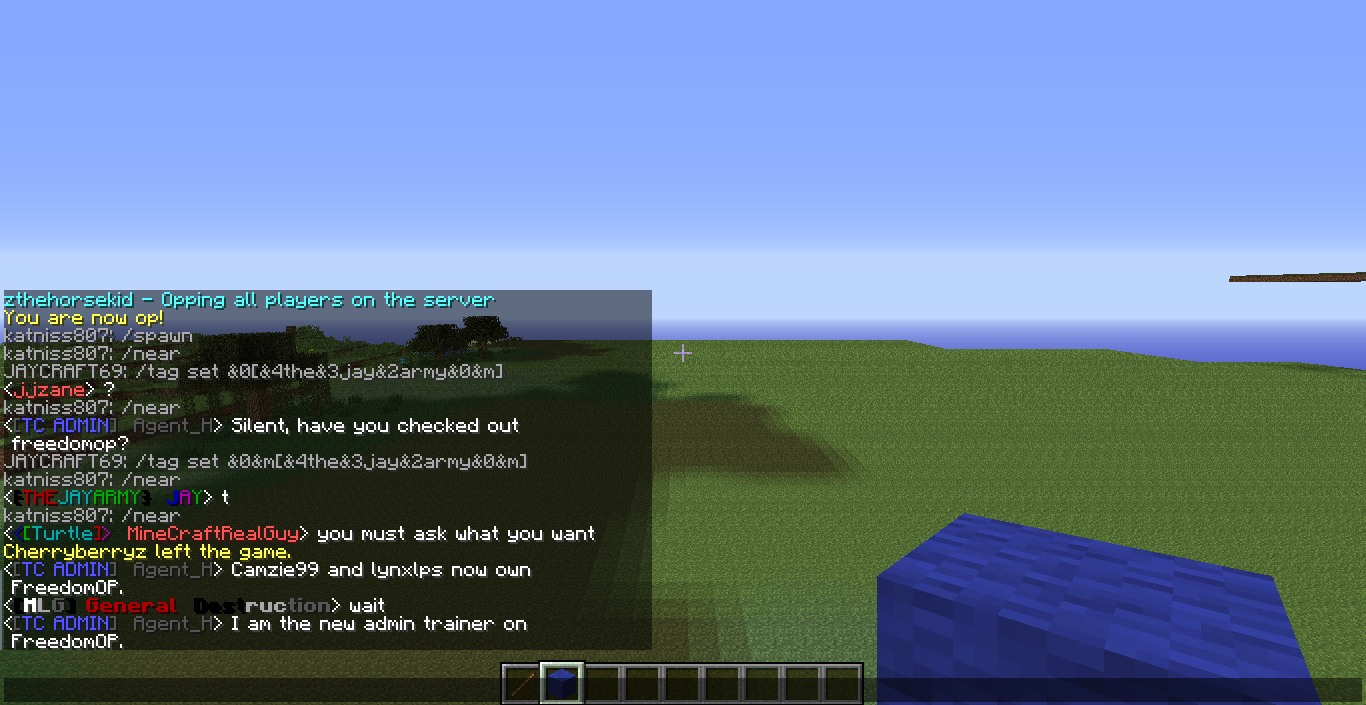 zthehorsekid - Opping all players on the server
You are now op!
katniss807: /spawn
katniss807: /near
JAYCRAFT69: /tag set &0[&4the&3jay&2army&0&m]
<jjzane> ?
katniss807: /near
<[TC ADMIN] Agent_H> Silent, have you checked out
freedomop?
JAYCRAFT69: /tag set &0&m[&4the&3jay&2army&0&m]
katniss807: /near
<[THEJAYARMY] JAY> t
katniss807: /near
<<[Turtle]> MineCraftRealGuy> you must ask what you want
Cherryberryz left the game.
<[TC ADMIN] Agent_H> Camzie99 and lynxlps now own
FreedomOP.
<[MLG] General Destruction> wait
<[TC ADMIN] Agent_H> I am the new admin trainer on
FreedomOP.